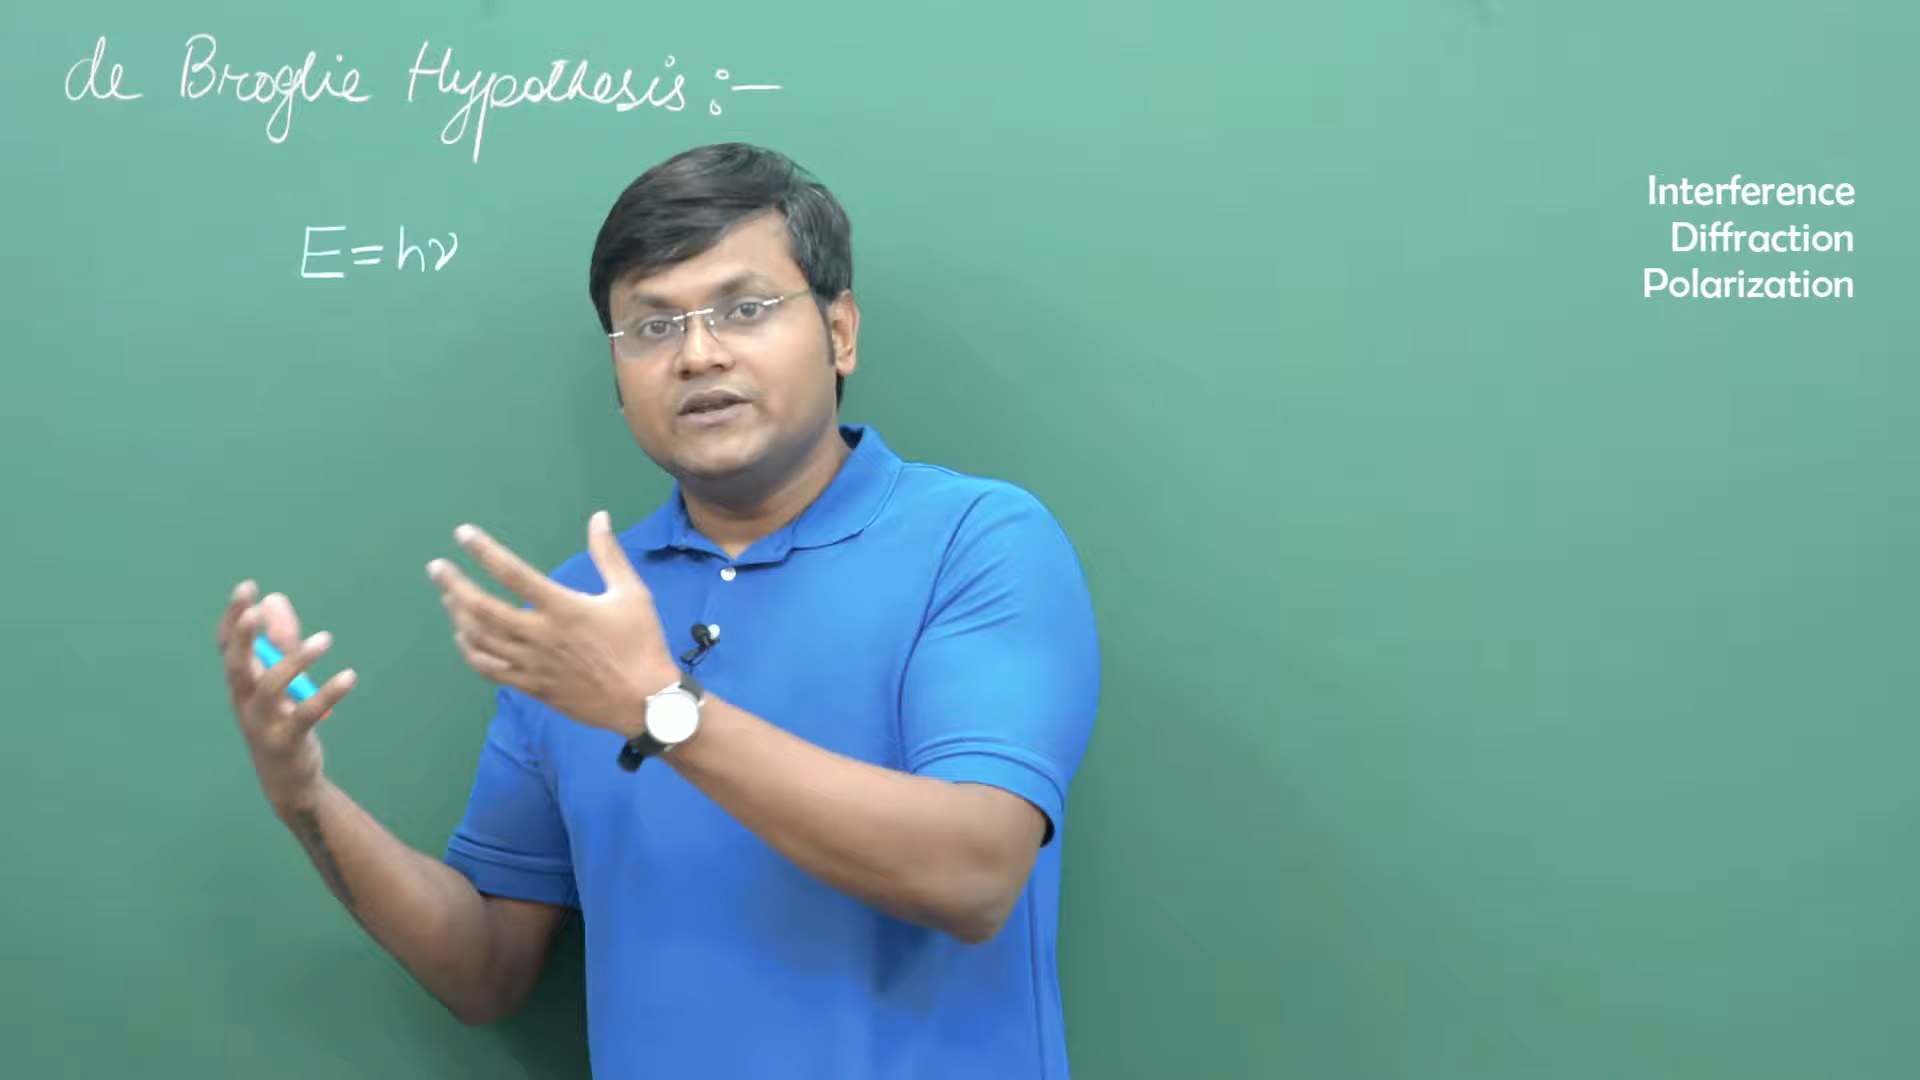 de Broglie Hypothesis :—
E = hν
Interference
Diffraction
Polarization